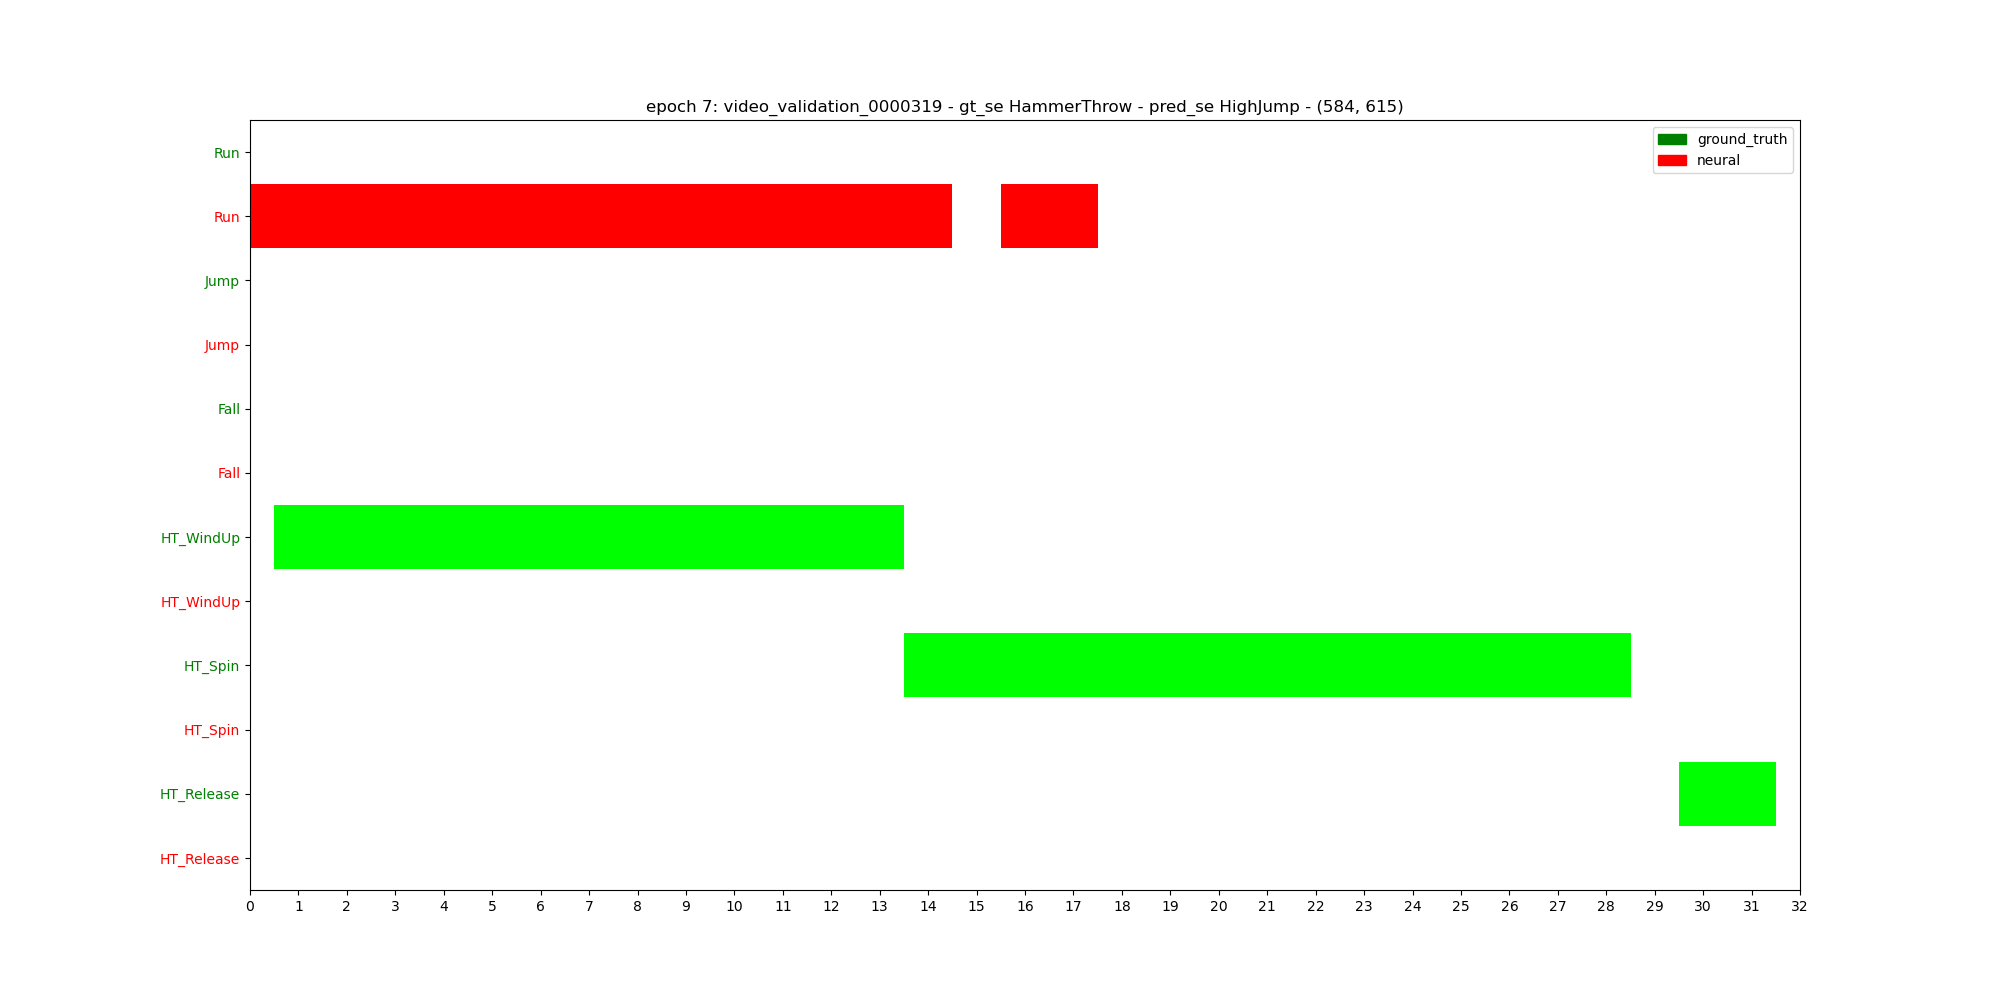 epoch 7: video_validation_0000319 - gt_se HammerThrow - pred_se HighJump - (584, 615)
ground_truth
neural
Run
Run
Jump
Jump
Fall
Fall
HT_WindUp
HT_WindUp
HT_Spin
HT_Spin
HT_Release
HT_Release
0 1 2 3 4 5 6 7 8 9 10 11 12 13 14 15 16 17 18 19 20 21 22 23 24 25 26 27 28 29 30 31 32